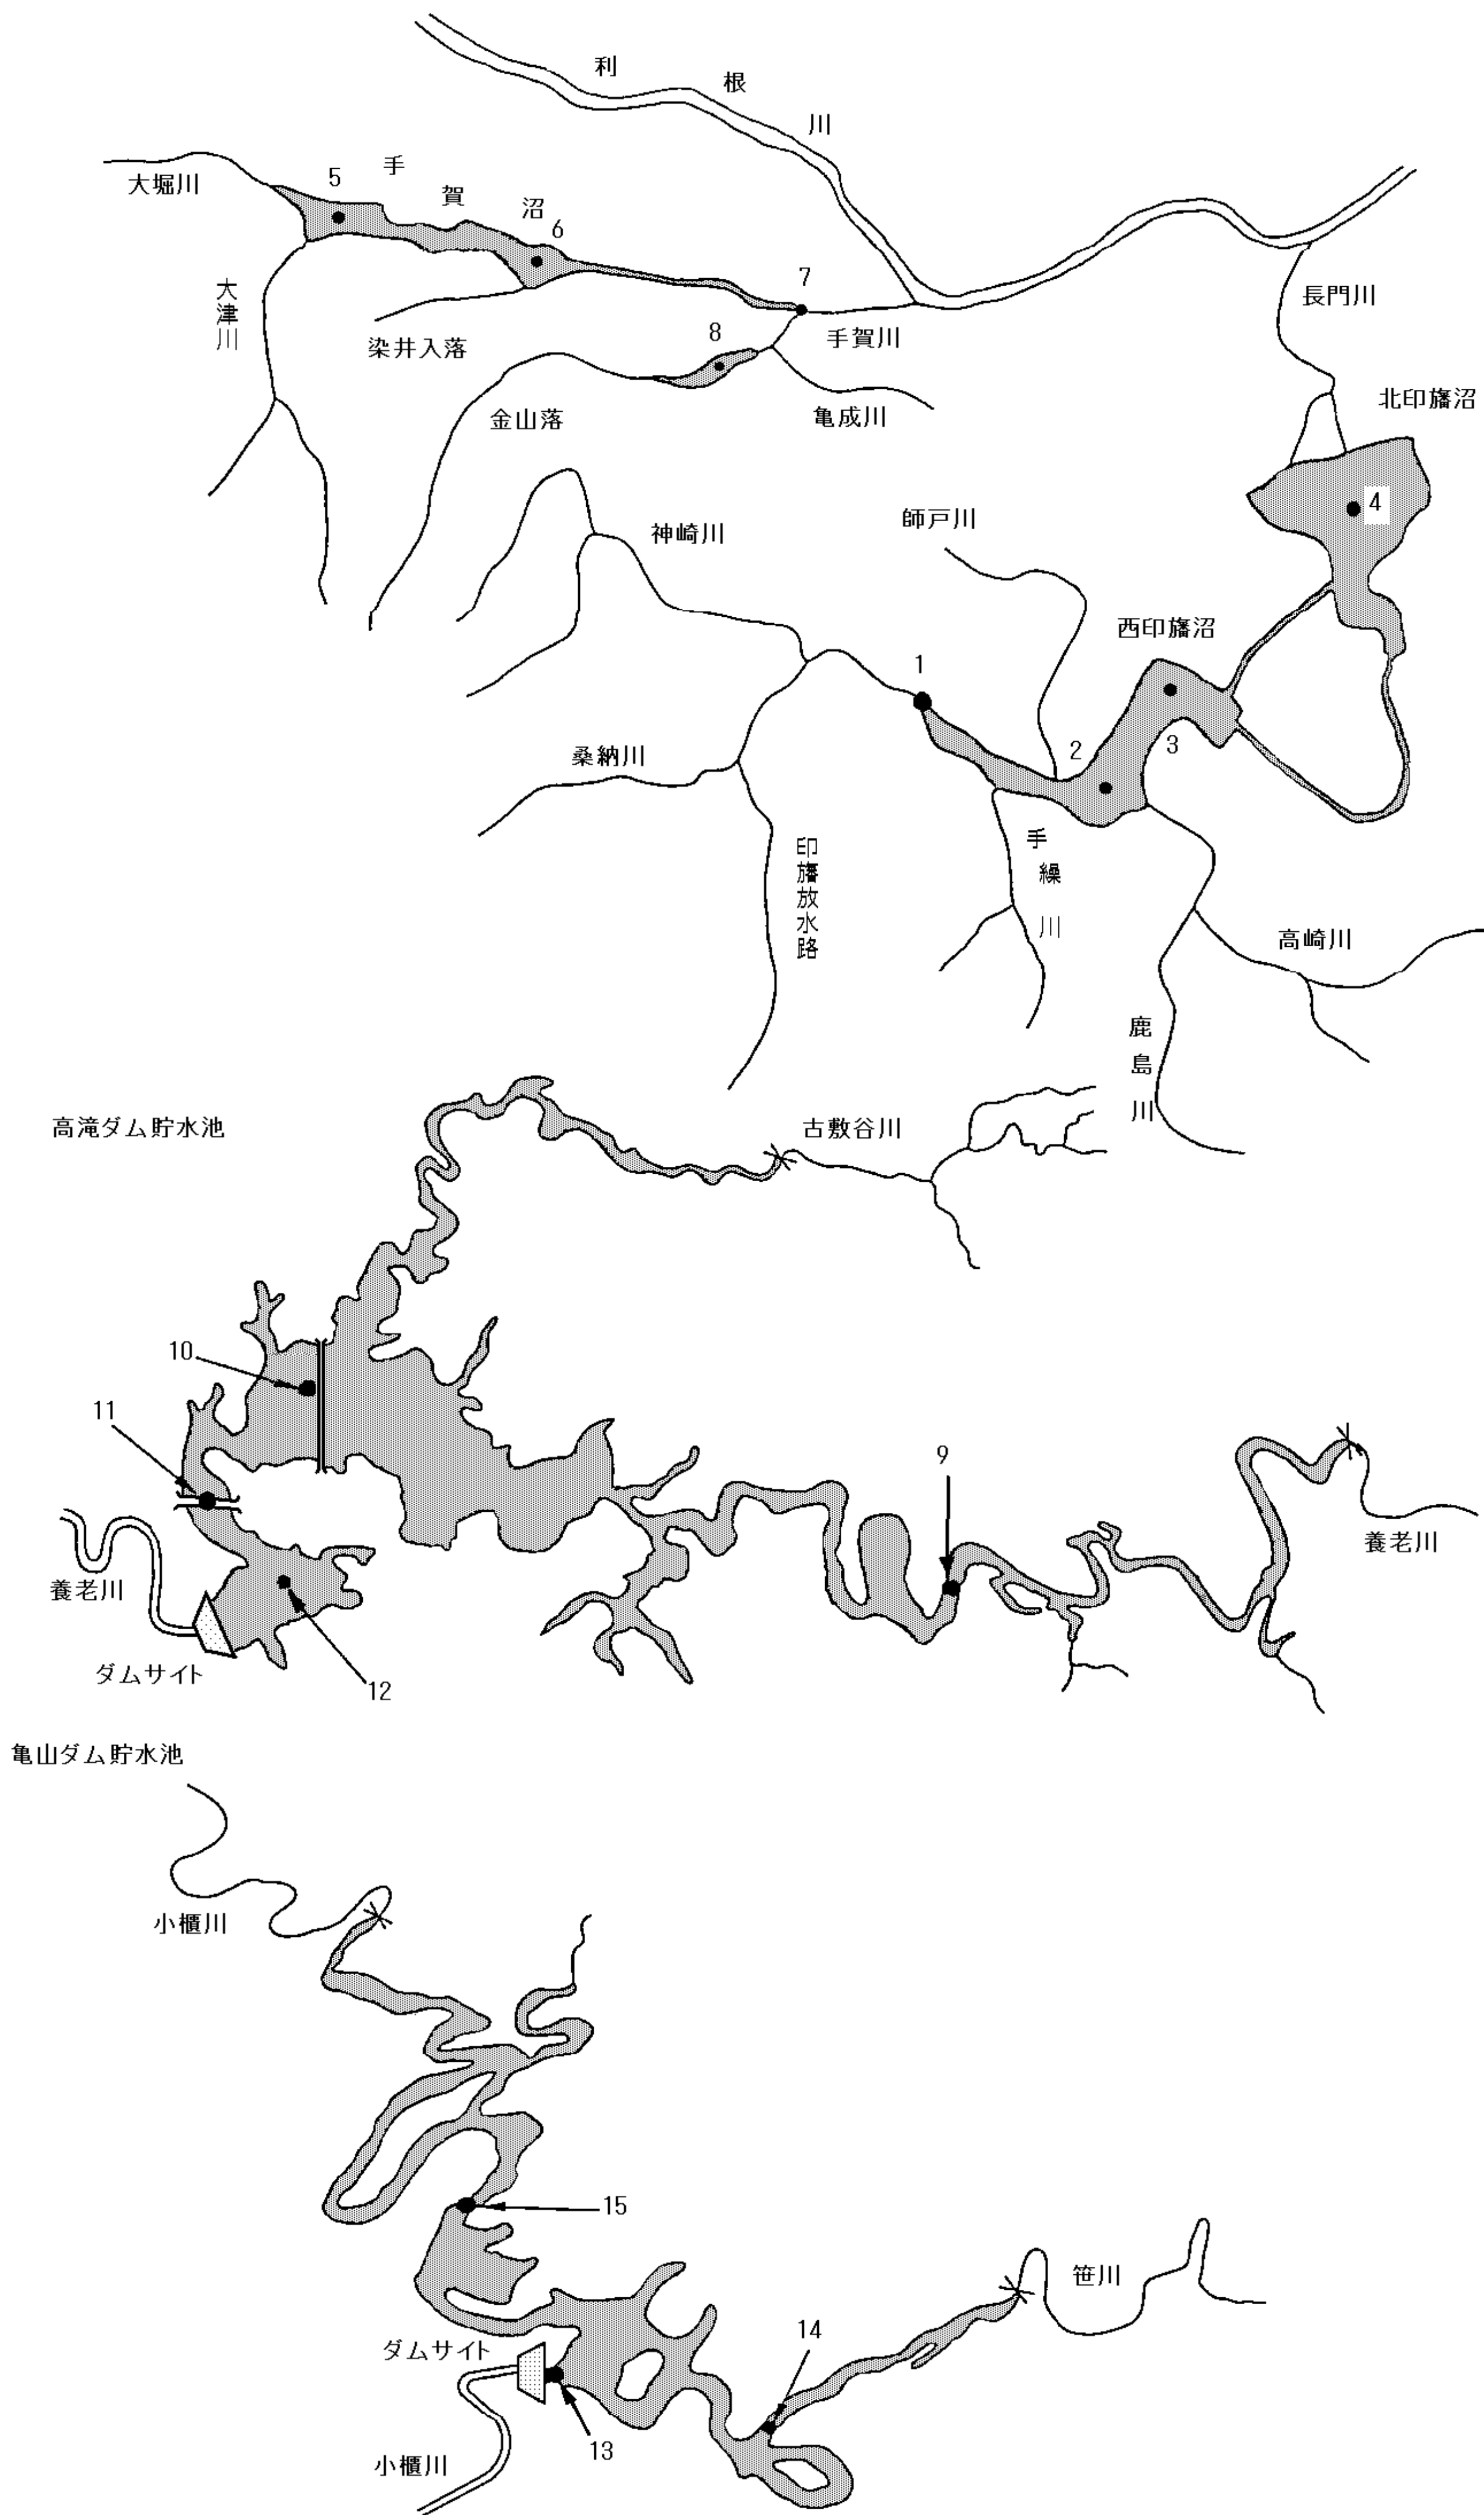 利根川
大堀川
5
手賀沼
6
7
大津川
染井入落
8
手賀川
長門川
金山落
亀成川
北印旛沼
4
神崎川
師戸川
西印旛沼
1
2
3
桑納川
印旛放水路
手繰川
高崎川
鹿島川
高滝ダム貯水池
古敷谷川
10
11
9
養老川
養老川
ダムサイト
12
亀山ダム貯水池
小櫃川
15
笹川
ダムサイト
14
13
小櫃川